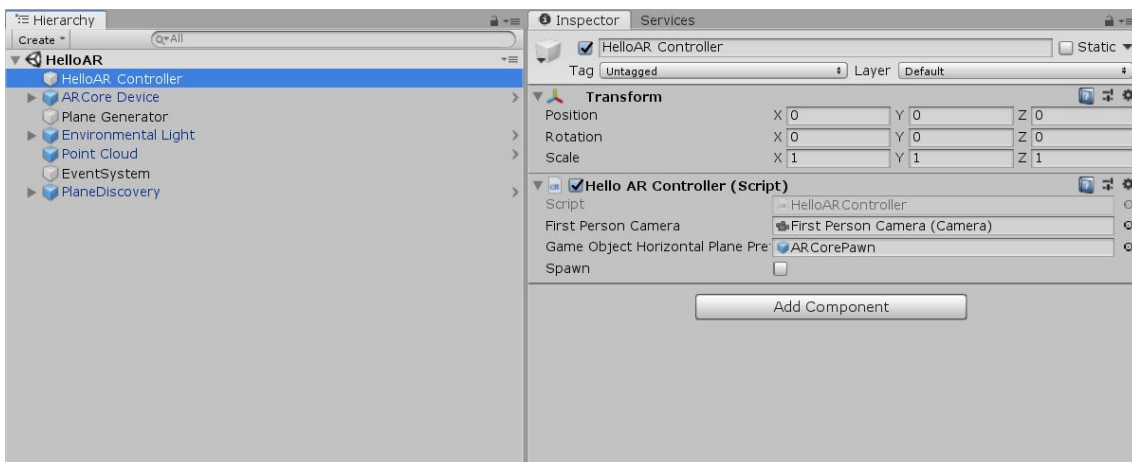 Hierarchy
Create
All
HelloAR
HelloAR Controller
ARCore Device
Plane Generator
Environmental Light
Point Cloud
EventSystem
PlaneDiscovery
Inspector Services
HelloAR Controller Static
Tag Untagged Layer Default
Transform
Position X 0 Y 0 Z 0
Rotation X 0 Y 0 Z 0
Scale X 1 Y 1 Z 1
Hello AR Controller (Script)
Script HelloARController
First Person Camera First Person Camera (Camera)
Game Object Horizontal Plane Pre ARCorePawn
Spawn
Add Component